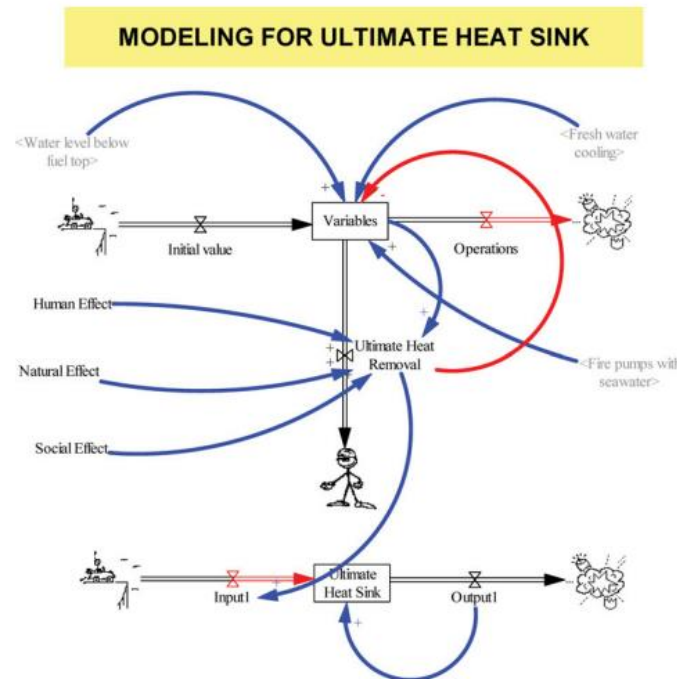 MODELING FOR ULTIMATE HEAT SINK
<Water level below
fuel top>
<Fresh water
cooling>
+
-
Variables
Initial value
+
Operations
Human Effect
+
+
+
Ultimate Heat
Removal
<Fire pumps with
seawater>
Natural Effect
+
Social Effect
Ultimate
Heat Sink
+
Input1
Output1
+